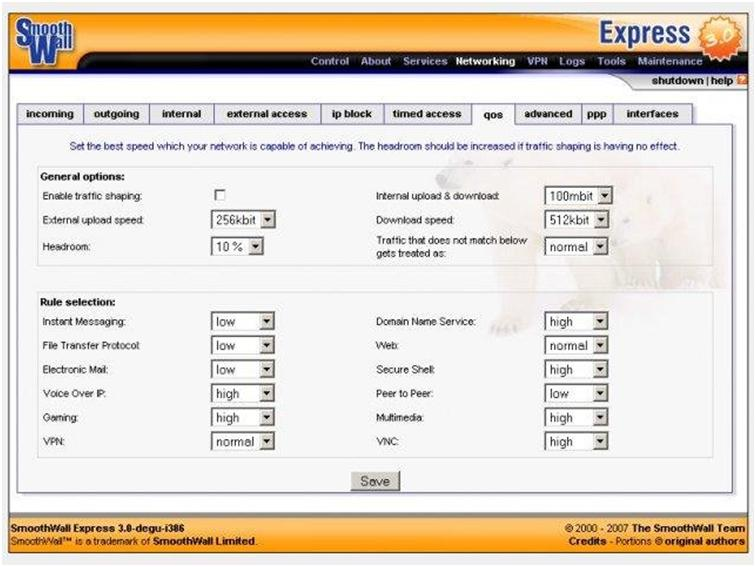 Smooth
Wall
Express 3.0
Control About Services Networking VPN Logs Tools Maintenance
shutdown | help
incoming outgoing internal external access ip block timed access qos advanced ppp interfaces
Set the best speed which your network is capable of achieving. The headroom should be increased if traffic shaping is having no effect.
General options:
Enable traffic shaping: Internal upload & download: 100mbit
External upload speed: 256kbit Download speed: 512kbit
Headroom: 10 % Traffic that does not match below
gets treated as: normal
Rule selection:
Instant Messaging: low Domain Name Service: high
File Transfer Protocol: low Web: normal
Electronic Mail: low Secure Shell: high
Voice Over IP: high Peer to Peer: low
Gaming: high Multimedia: high
VPN: normal VNC: high
Save
SmoothWall Express 3.0-degu-i386 © 2000 - 2007 The SmoothWall Team
SmoothWall™ is a trademark of SmoothWall Limited. Credits - Portions © original authors